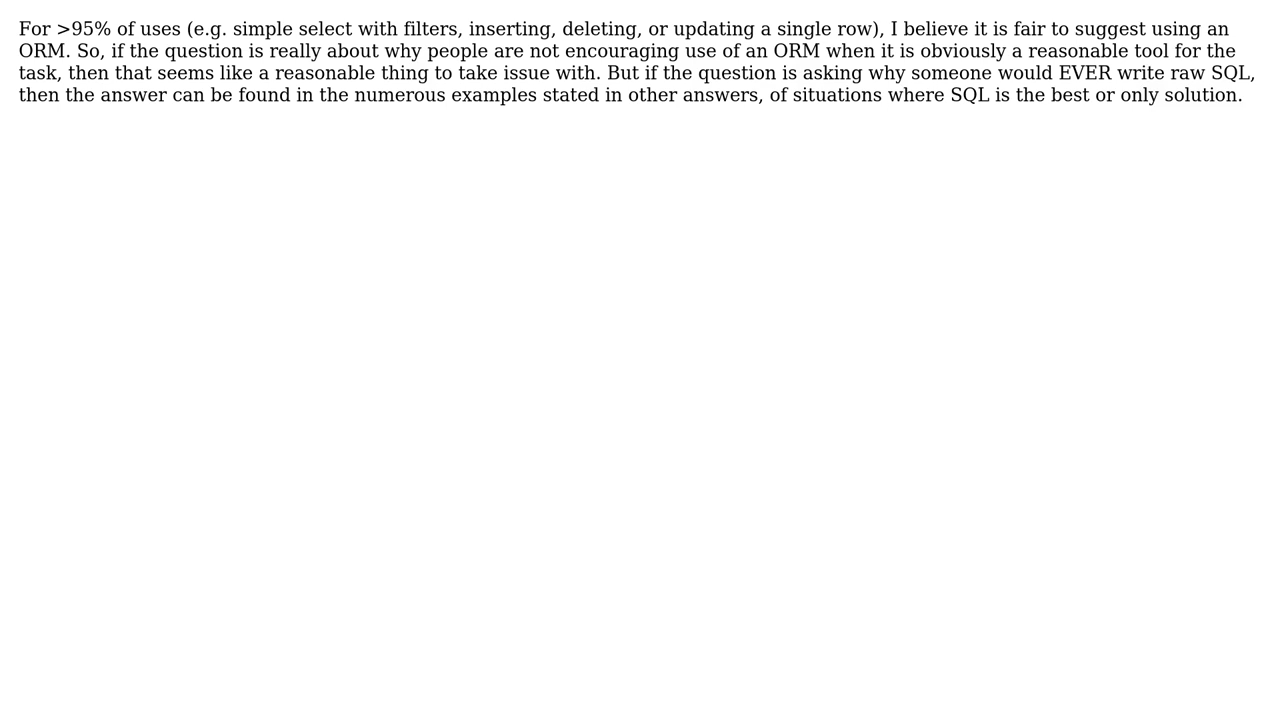 For >95% of uses (e.g. simple select with filters, inserting, deleting, or updating a single row), I believe it is fair to suggest using an
ORM. So, if the question is really about why people are not encouraging use of an ORM when it is obviously a reasonable tool for the
task, then that seems like a reasonable thing to take issue with. But if the question is asking why someone would EVER write raw SQL,
then the answer can be found in the numerous examples stated in other answers, of situations where SQL is the best or only solution.